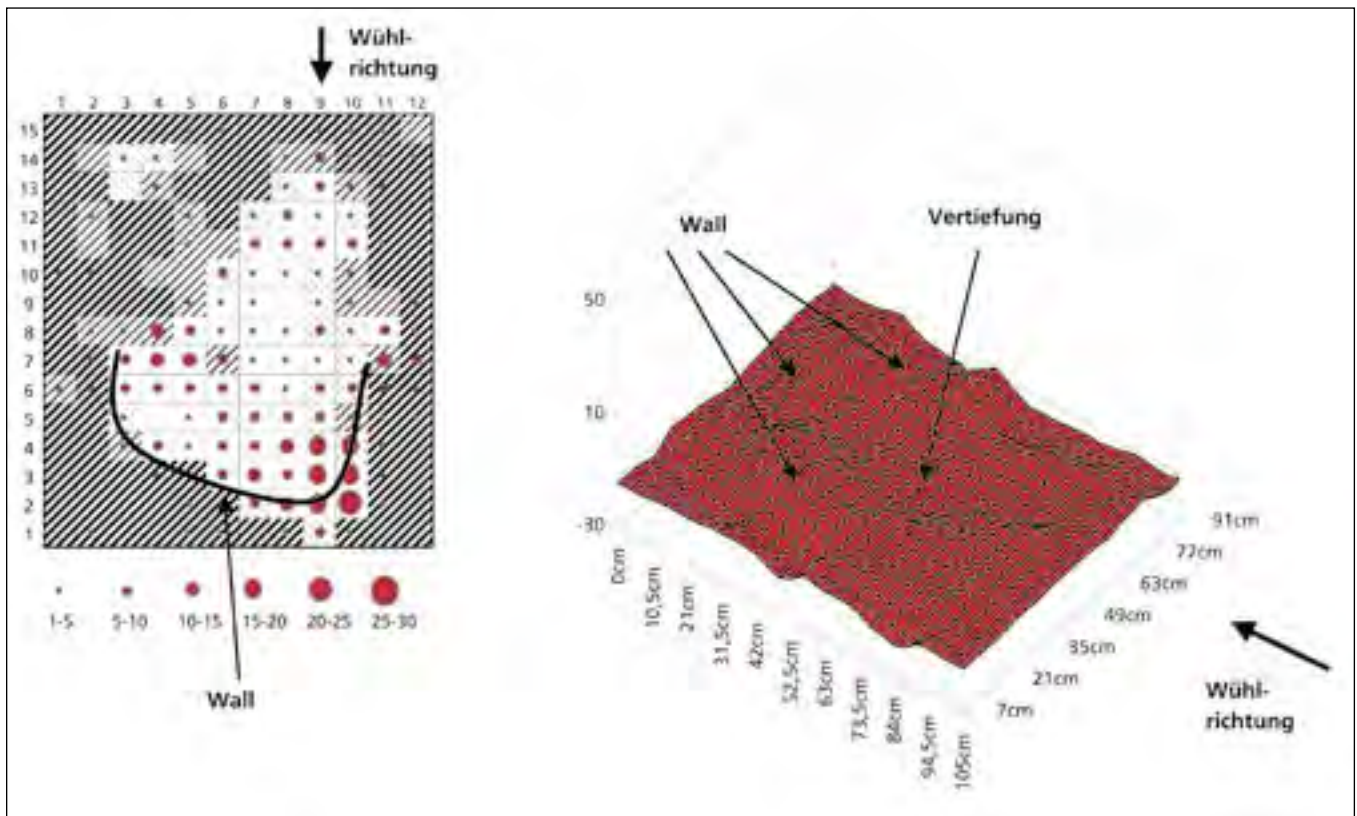 Wühl-
richtung
1 2 3 4 5 6 7 8 9 10 11 12
15
14
13
12
11
10
9
8
7
6
5
4
3
2
1
1-5 5-10 10-15 15-20 20-25 25-30
Wall
Wall
Vertiefung
50
10
-30
0cm
10,5cm
21cm
31,5cm
42cm
52,5cm
63cm
73,5cm
84cm
94,5cm
105cm
7cm
21cm
35cm
49cm
63cm
77cm
91cm
Wühl-
richtung